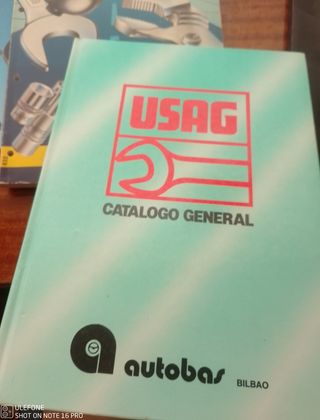 USAG
CATALOGO GENERAL
autobas BILBAO
ULEFONE
SHOT ON NOTE 16 PRO